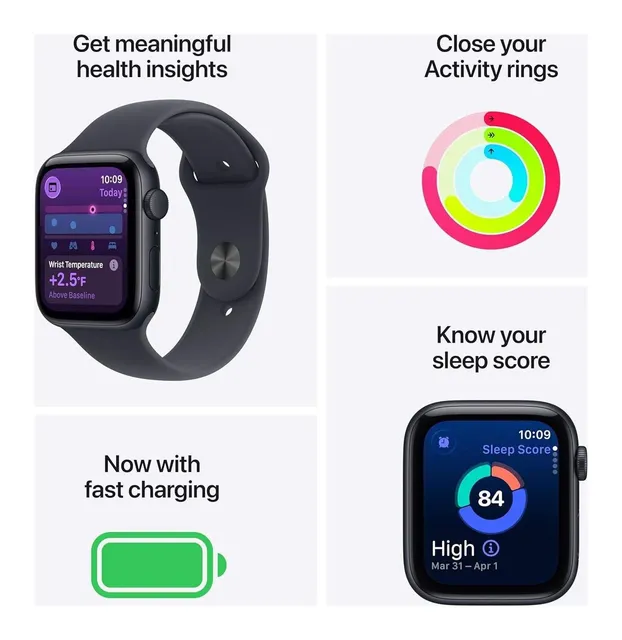 Get meaningful
health insights
10:09
Today
Wrist Temperature
+2.5°F
Above Baseline
Close your
Activity rings
Know your
sleep score
10:09
Sleep Score
84
High
Mar 31 – Apr 1
Now with
fast charging